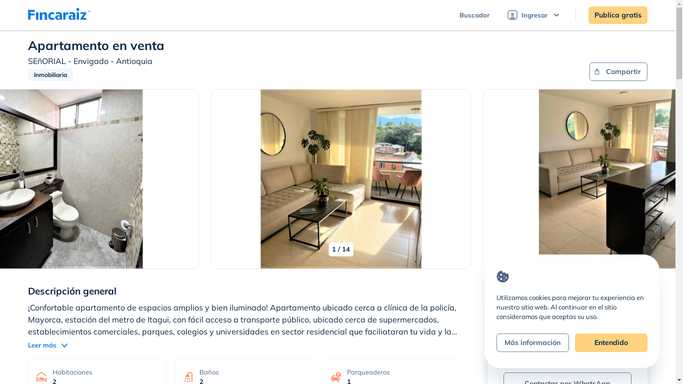 Fincaraiz
Buscador
Ingresar
Publica gratis
Apartamento en venta
SEñORIAL - Envigado - Antioquia
Inmobiliaria
Compartir
1 / 14
Descripción general
¡Confortable apartamento de espacios amplios y bien iluminado! Apartamento ubicado cerca a clínica de la policía,
Mayorca, estación del metro de Itagui, con fácil acceso a transporte público, ubicado cerca de supermercados,
establecimientos comerciales, parques, colegios y universidades en sector residencial que faciliataran tu vida y la...
Leer más
Habitaciones
2
Baños
2
Parqueaderos
1
Utilizamos cookies para mejorar tu experiencia en
nuestro sitio web. Al continuar en el sitio
consideramos que aceptas su uso.
Más información
Entendido
Contactar por WhatsApp